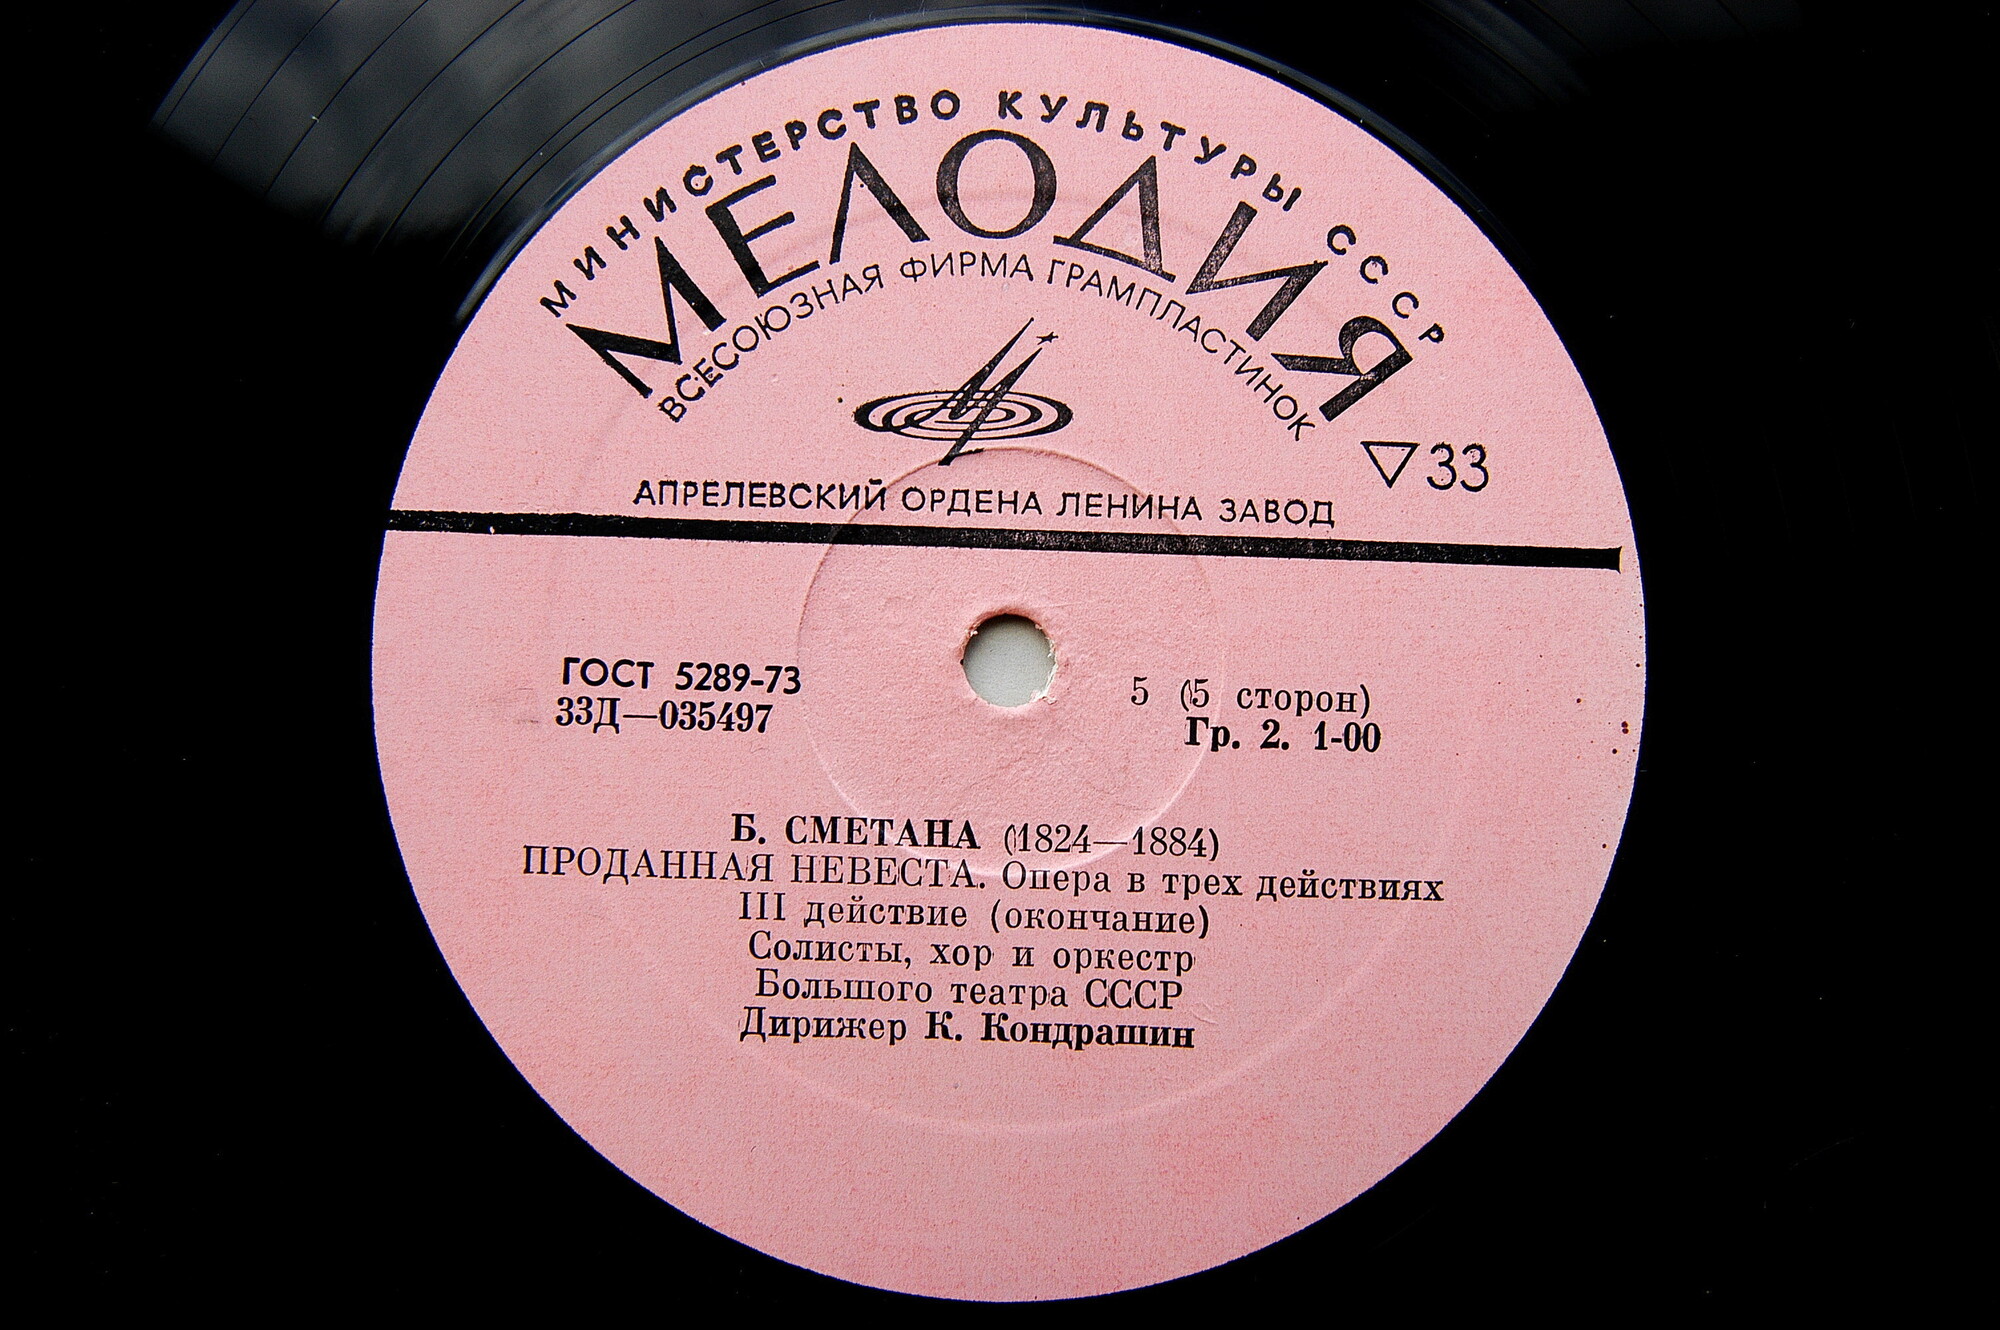 МИНИСТЕРСТВО КУЛЬТУРЫ СССР
МЕЛОДИЯ
ВСЕСОЮЗНАЯ ФИРМА ГРАМПЛАСТИНОК
▽33
АПРЕЛЕВСКИЙ ОРДЕНА ЛЕНИНА ЗАВОД
ГОСТ 5289-73
33Д—035497
5 (5 сторон)
Гр. 2. 1-00
Б. СМЕТАНА (1824—1884)
ПРОДАННАЯ НЕВЕСТА. Опера в трех действиях
III действие (окончание)
Солисты, хор и оркестр
Большого театра СССР
Дирижер К. Кондрашин